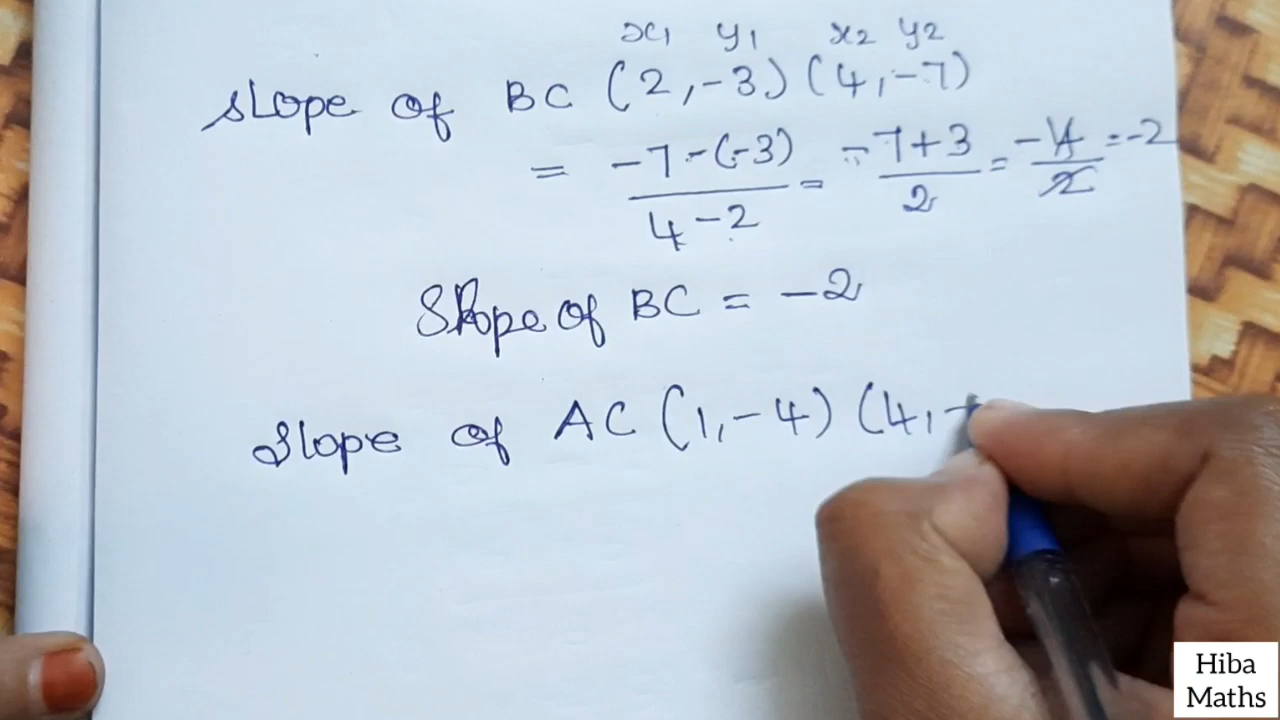 x1 y1 x2 y2
Slope of BC (2, -3) (4, -7)
= -7 - (-3) / 4 - 2 = -7 + 3 / 2 = -4 / 2 = -2
Slope of BC = -2
Slope of AC (1, -4) (4, -
Hiba
Maths